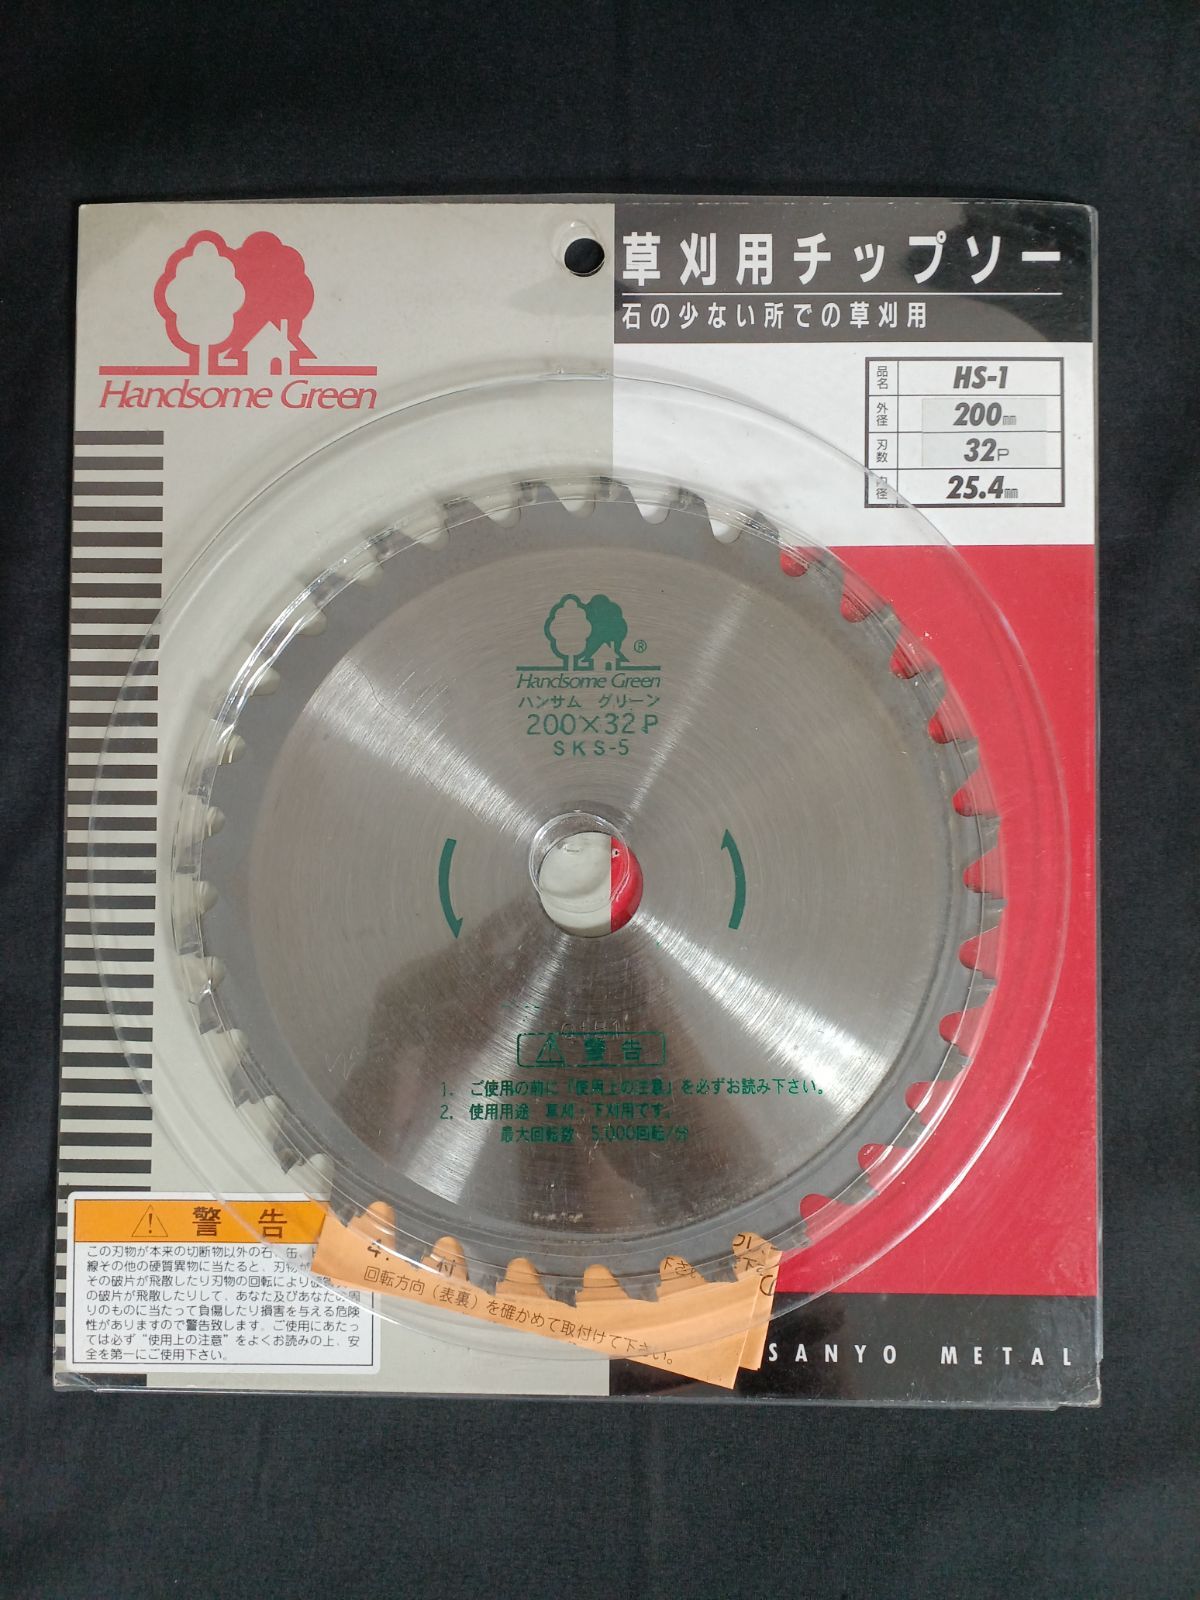 Handsome Green
草刈用チップソー
石の少ない所での草刈用
品名 HS-1
外径 200mm
刃数 32P
内径 25.4mm
Handsome Green ®
ハンサム グリーン
200×32P
SKS-5
警告
1. ご使用の前に「使用上の注意」を必ずお読み下さい。
2. 使用用途 草刈・下刈用です。
最大回転数 5,000回転/分
警告
この刃物が本来の切断物以外の石、缶、
線その他の硬質異物に当たると、刃物が
その破片が飛散したり刃物の回転により硬
の破片が飛散したりして、あなた及びあなたの周
りのものに当たって負傷したり損害を与える危険
性がありますので警告致します。ご使用にあたっ
ては必ず"使用上の注意"をよくお読みの上、安
全を第一にご使用下さい。
4.
回転方向(表裏)を確かめて取付けて下さい。
下さい
SANYO METAL